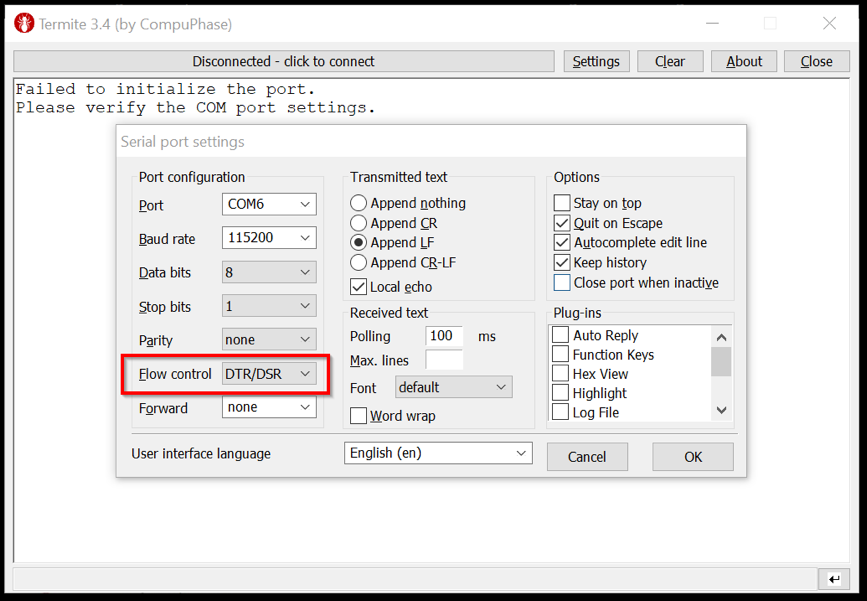 Termite 3.4 (by CompuPhase)
Disconnected - click to connect
Settings
Clear
About
Close
Failed to initialize the port.
Please verify the COM port settings.
Serial port settings
Port configuration
Port COM6
Baud rate 115200
Data bits 8
Stop bits 1
Parity none
Flow control DTR/DSR
Forward none
Transmitted text
Append nothing
Append CR
Append LF
Append CR-LF
Local echo
Received text
Polling 100 ms
Max. lines
Font default
Word wrap
Options
Stay on top
Quit on Escape
Autocomplete edit line
Keep history
Close port when inactive
Plug-ins
Auto Reply
Function Keys
Hex View
Highlight
Log File
User interface language English (en)
Cancel
OK